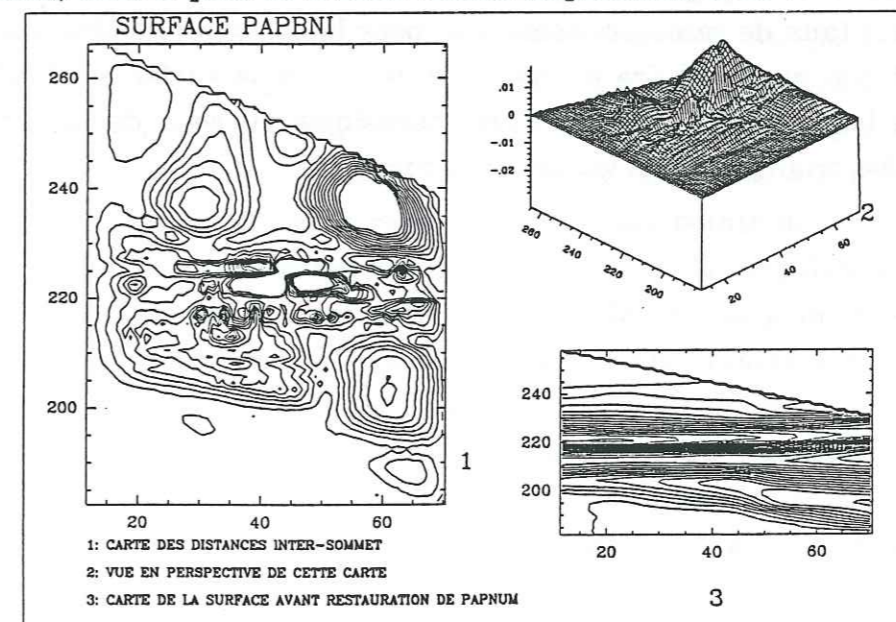 SURFACE PAPBNI
260
240
220
200
20 40 60
1
.01
0
-.01
-.02
260 240 220 200
20 40 60
2
240
220
200
20 40 60
3
1: CARTE DES DISTANCES INTER-SOMMET
2: VUE EN PERSPECTIVE DE CETTE CARTE
3: CARTE DE LA SURFACE AVANT RESTAURATION DE PAPNUM